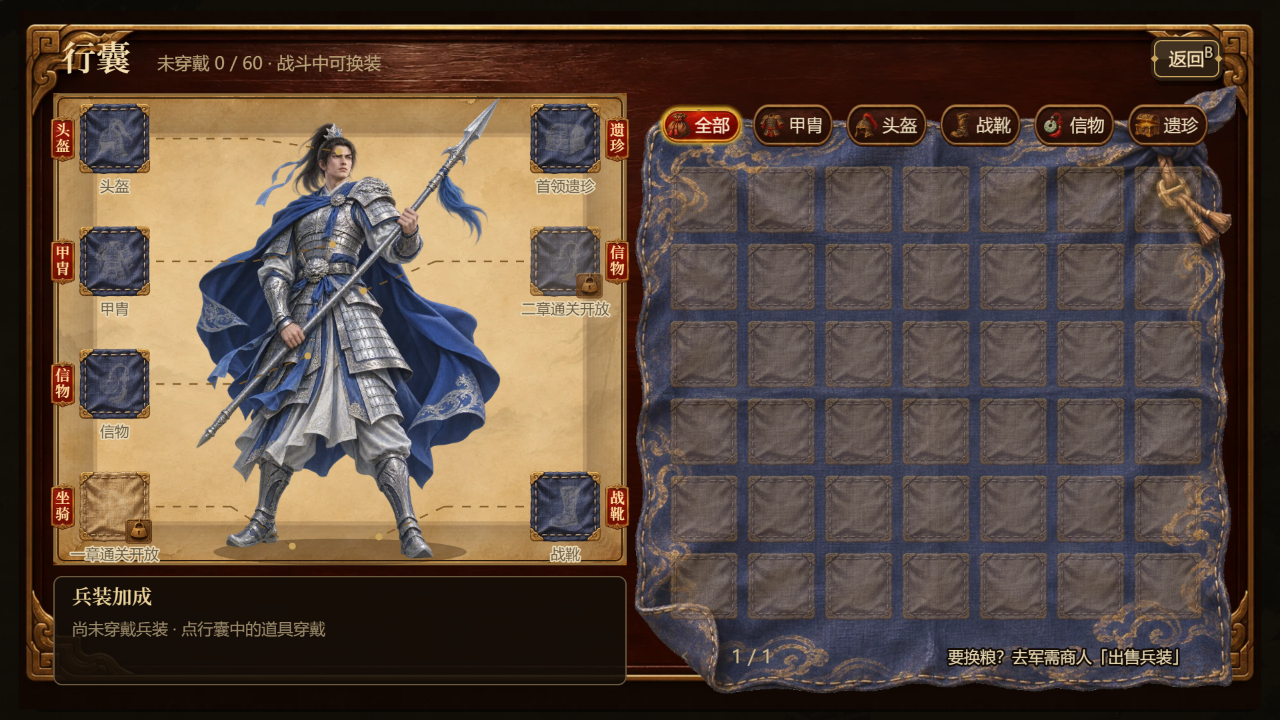 行囊
未穿戴 0 / 60 · 战斗中可换装
返回B
头盔
头盔
遗珍
首领遗珍
甲胄
甲胄
信物
二章通关开放
信物
信物
坐骑
一章通关开放
战靴
战靴
全部
甲胄
头盔
战靴
信物
遗珍
兵装加成
尚未穿戴兵装 · 点行囊中的道具穿戴
1 / 1
要换粮？去军需商人「出售兵装」